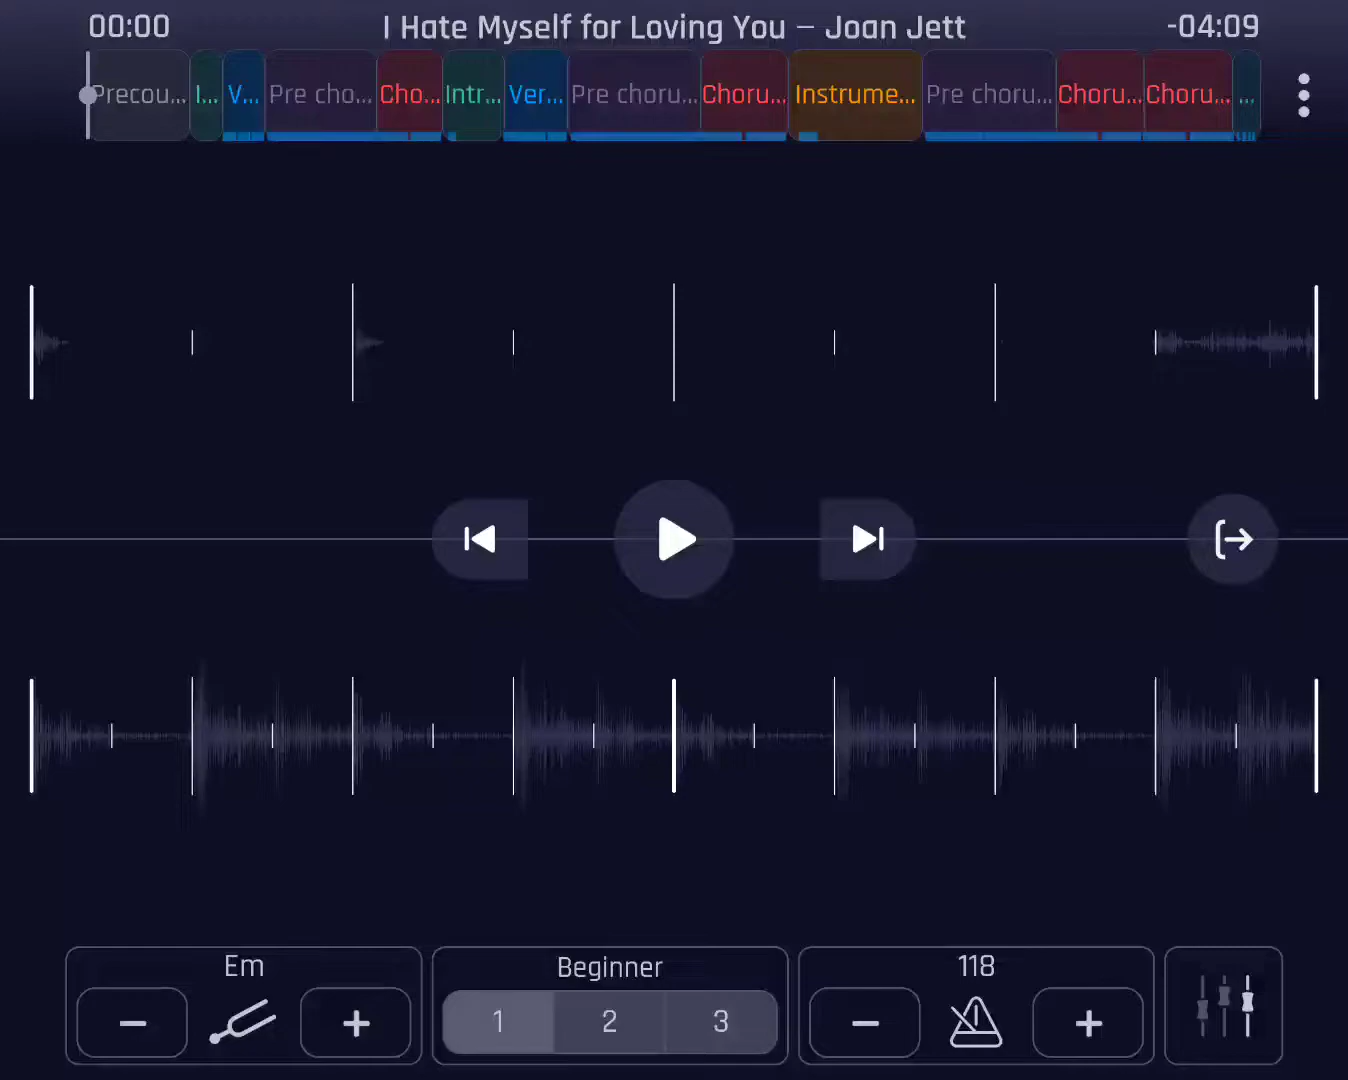 00:00
I Hate Myself for Loving You – Joan Jett
-04:09
Precou...
I...
V...
Pre cho...
Cho...
Intr...
Ver...
Pre choru...
Choru...
Instrume...
Pre choru...
Choru...
Choru...
...
Em
Beginner
1
2
3
118